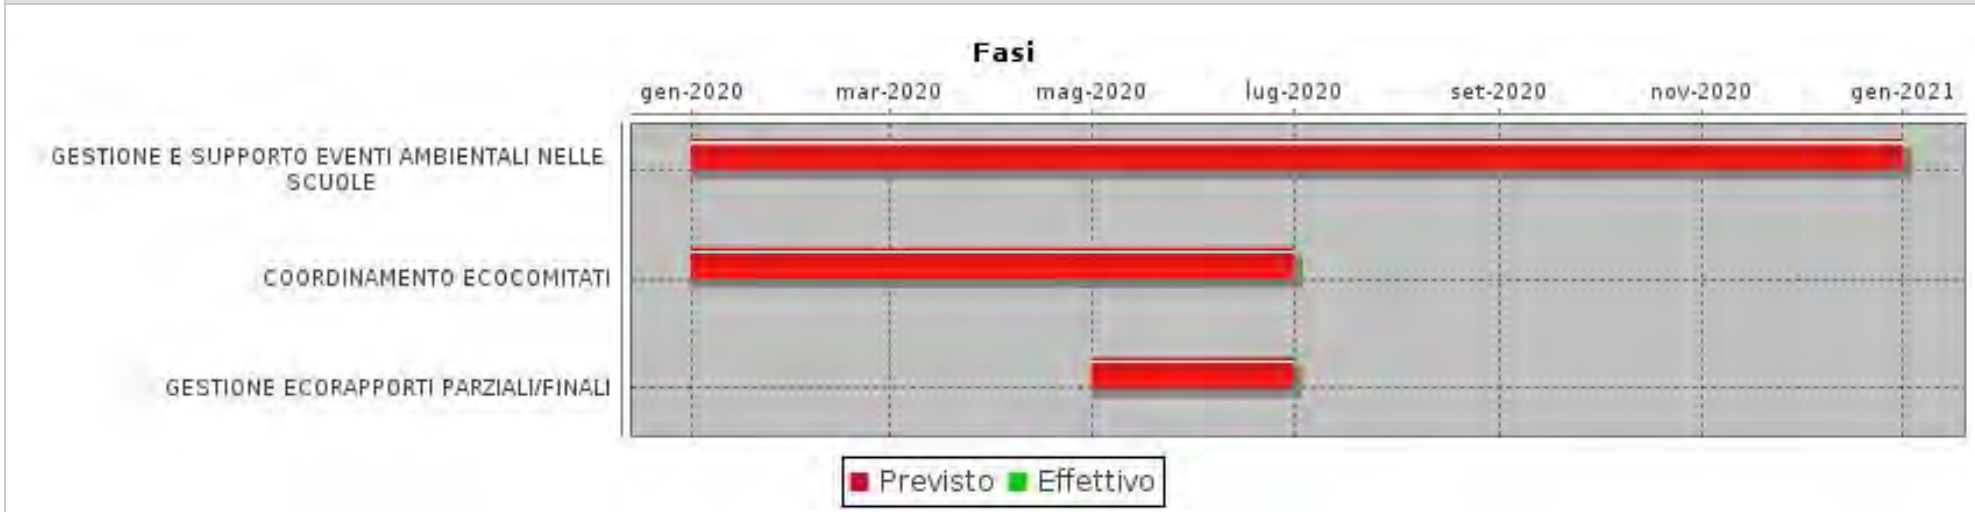 Fasi
gen-2020 mar-2020 mag-2020 lug-2020 set-2020 nov-2020 gen-2021
GESTIONE E SUPPORTO EVENTI AMBIENTALI NELLE
SCUOLE
COORDINAMENTO ECOCOMITATI
GESTIONE ECORAPPORTI PARZIALI/FINALI
Previsto Effettivo